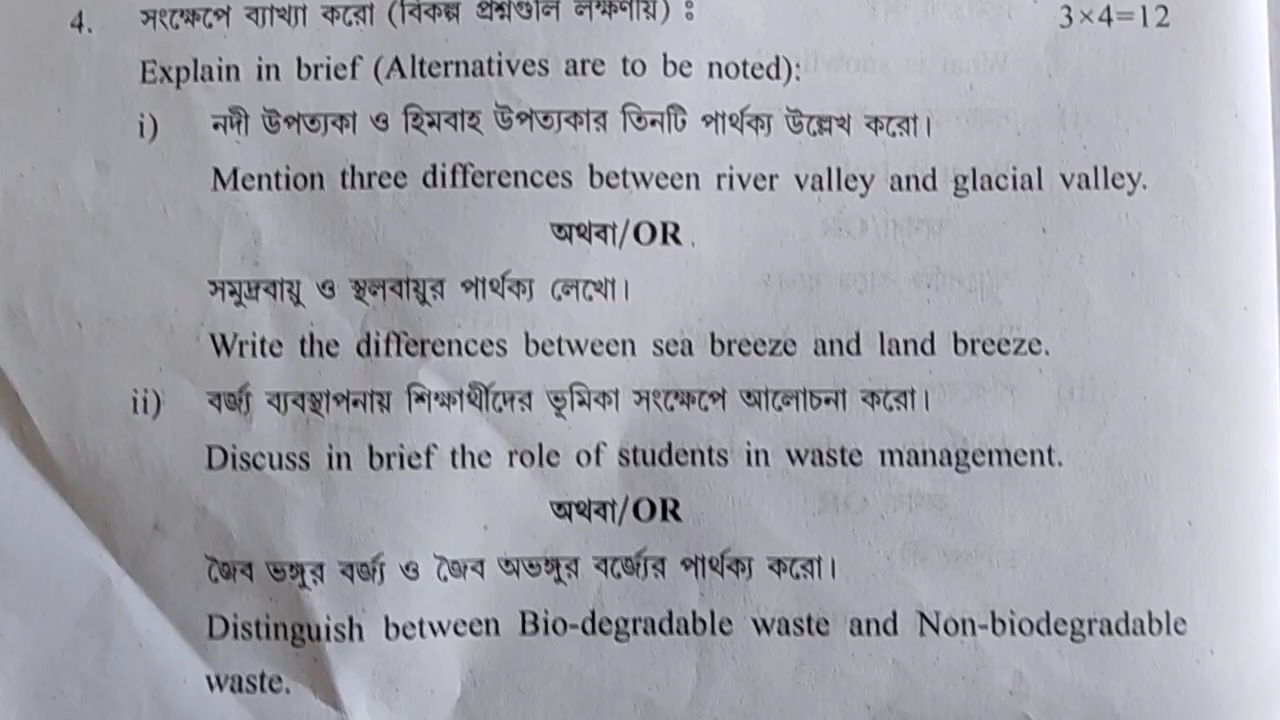 4. সংক্ষেপে ব্যাখ্যা করো (বিকল্প প্রশ্নগুলি লক্ষণীয়) : 3×4=12
Explain in brief (Alternatives are to be noted):
i) নদী উপত্যকা ও হিমবাহ উপত্যকার তিনটি পার্থক্য উল্লেখ করো।
Mention three differences between river valley and glacial valley.
অথবা/OR
সমুদ্রবায়ু ও স্থলবায়ুর পার্থক্য লেখো।
Write the differences between sea breeze and land breeze.
ii) বর্জ্য ব্যবস্থাপনায় শিক্ষার্থীদের ভূমিকা সংক্ষেপে আলোচনা করো।
Discuss in brief the role of students in waste management.
অথবা/OR
জৈব ভঙ্গুর বর্জ্য ও জৈব অভঙ্গুর বর্জ্যের পার্থক্য করো।
Distinguish between Bio-degradable waste and Non-biodegradable
waste.